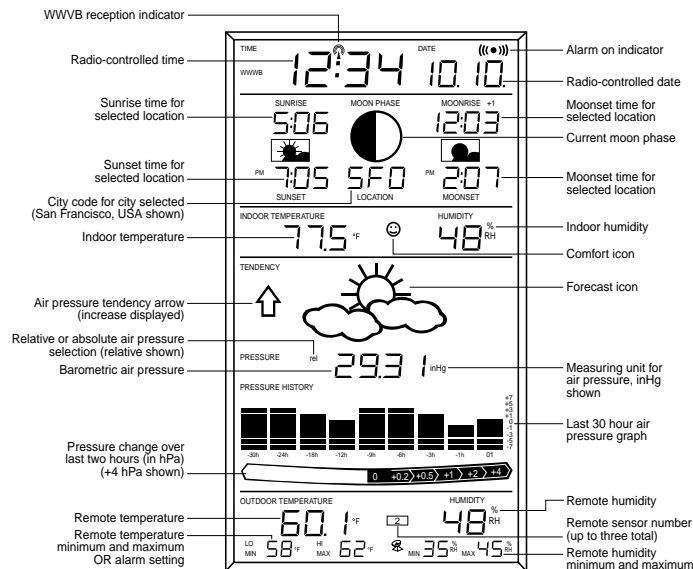 WWVB reception indicator
TIME
DATE
Radio-controlled time
WWWB
12:34
10. 10.
Alarm on indicator
Radio-controlled date
Sunrise time for
selected location
SUNRISE
MOON PHASE
MOONRISE +1
5:06
12:03
Moonset time for
selected location
Current moon phase
Sunset time for
selected location
PM 7:05
SFO
PM 2:07
Moonset time for
selected location
SUNSET
LOCATION
MOONSET
City code for city selected
(San Francisco, USA shown)
INDOOR TEMPERATURE
HUMIDITY
Indoor temperature
77.5 °F
48 % RH
Indoor humidity
Comfort icon
TENDENCY
Forecast icon
Air pressure tendency arrow
(increase displayed)
Relative or absolute air pressure
selection (relative shown)
PRESSURE
rel
Barometric air pressure
29.31 inHg
Measuring unit for
air pressure, inHg
shown
PRESSURE HISTORY
+7
+5
+3
+1
0
-1
-3
-5
-7
Last 30 hour air
pressure graph
-30h -24h -18h -12h -9h -6h -3h -1h 01
Pressure change over
last two hours (in hPa)
(+4 hPa shown)
0 +0.2 +0.5 +1 +2 +4
OUTDOOR TEMPERATURE
HUMIDITY
Remote temperature
60.1 °F
2
48 % RH
Remote humidity
Remote sensor number
(up to three total)
Remote temperature
minimum and maximum
OR alarm setting
LO MIN 58 °F
HI MAX 62 °F
MIN 35 % RH
MAX 45 % RH
Remote humidity
minimum and maximum